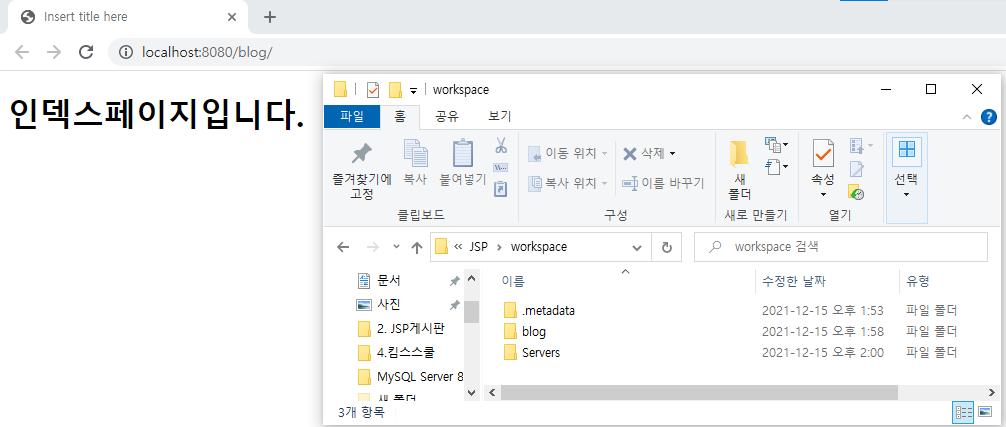 Insert title here
localhost:8080/blog/
인덱스페이지입니다.
workspace
파일 홈 공유 보기
즐겨찾기에 고정
복사
붙여넣기
클립보드
이동 위치
복사 위치
삭제
이름 바꾸기
구성
새 폴더
새로 만들기
속성
열기
선택
JSP workspace
workspace 검색
문서
사진
2. JSP게시판
4.킴스스쿨
MySQL Server 8
새 폴더
이름 수정한 날짜 유형
.metadata 2021-12-15 오후 1:53 파일 폴더
blog 2021-12-15 오후 1:58 파일 폴더
Servers 2021-12-15 오후 2:00 파일 폴더
3개 항목